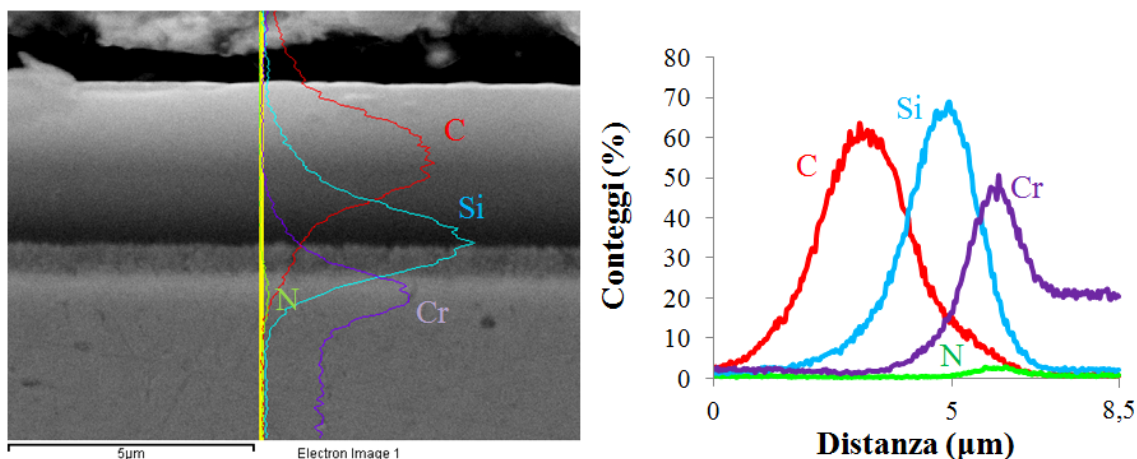 C
Si
N
Cr
5µm
Electron Image 1
80
70
60
50
40
30
20
10
0
Conteggi (%)
C
Si
Cr
N
0
5
8,5
Distanza (µm)